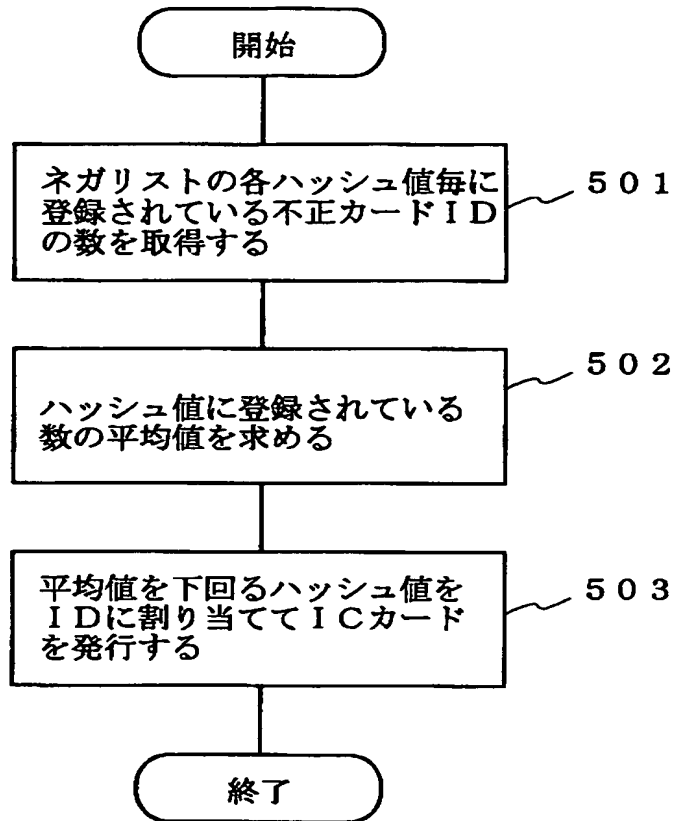 開始
ネガリストの各ハッシュ値毎に
登録されている不正カードＩＤ
の数を取得する
５０１
ハッシュ値に登録されている
数の平均値を求める
５０２
平均値を下回るハッシュ値を
ＩＤに割り当ててＩＣカード
を発行する
５０３
終了